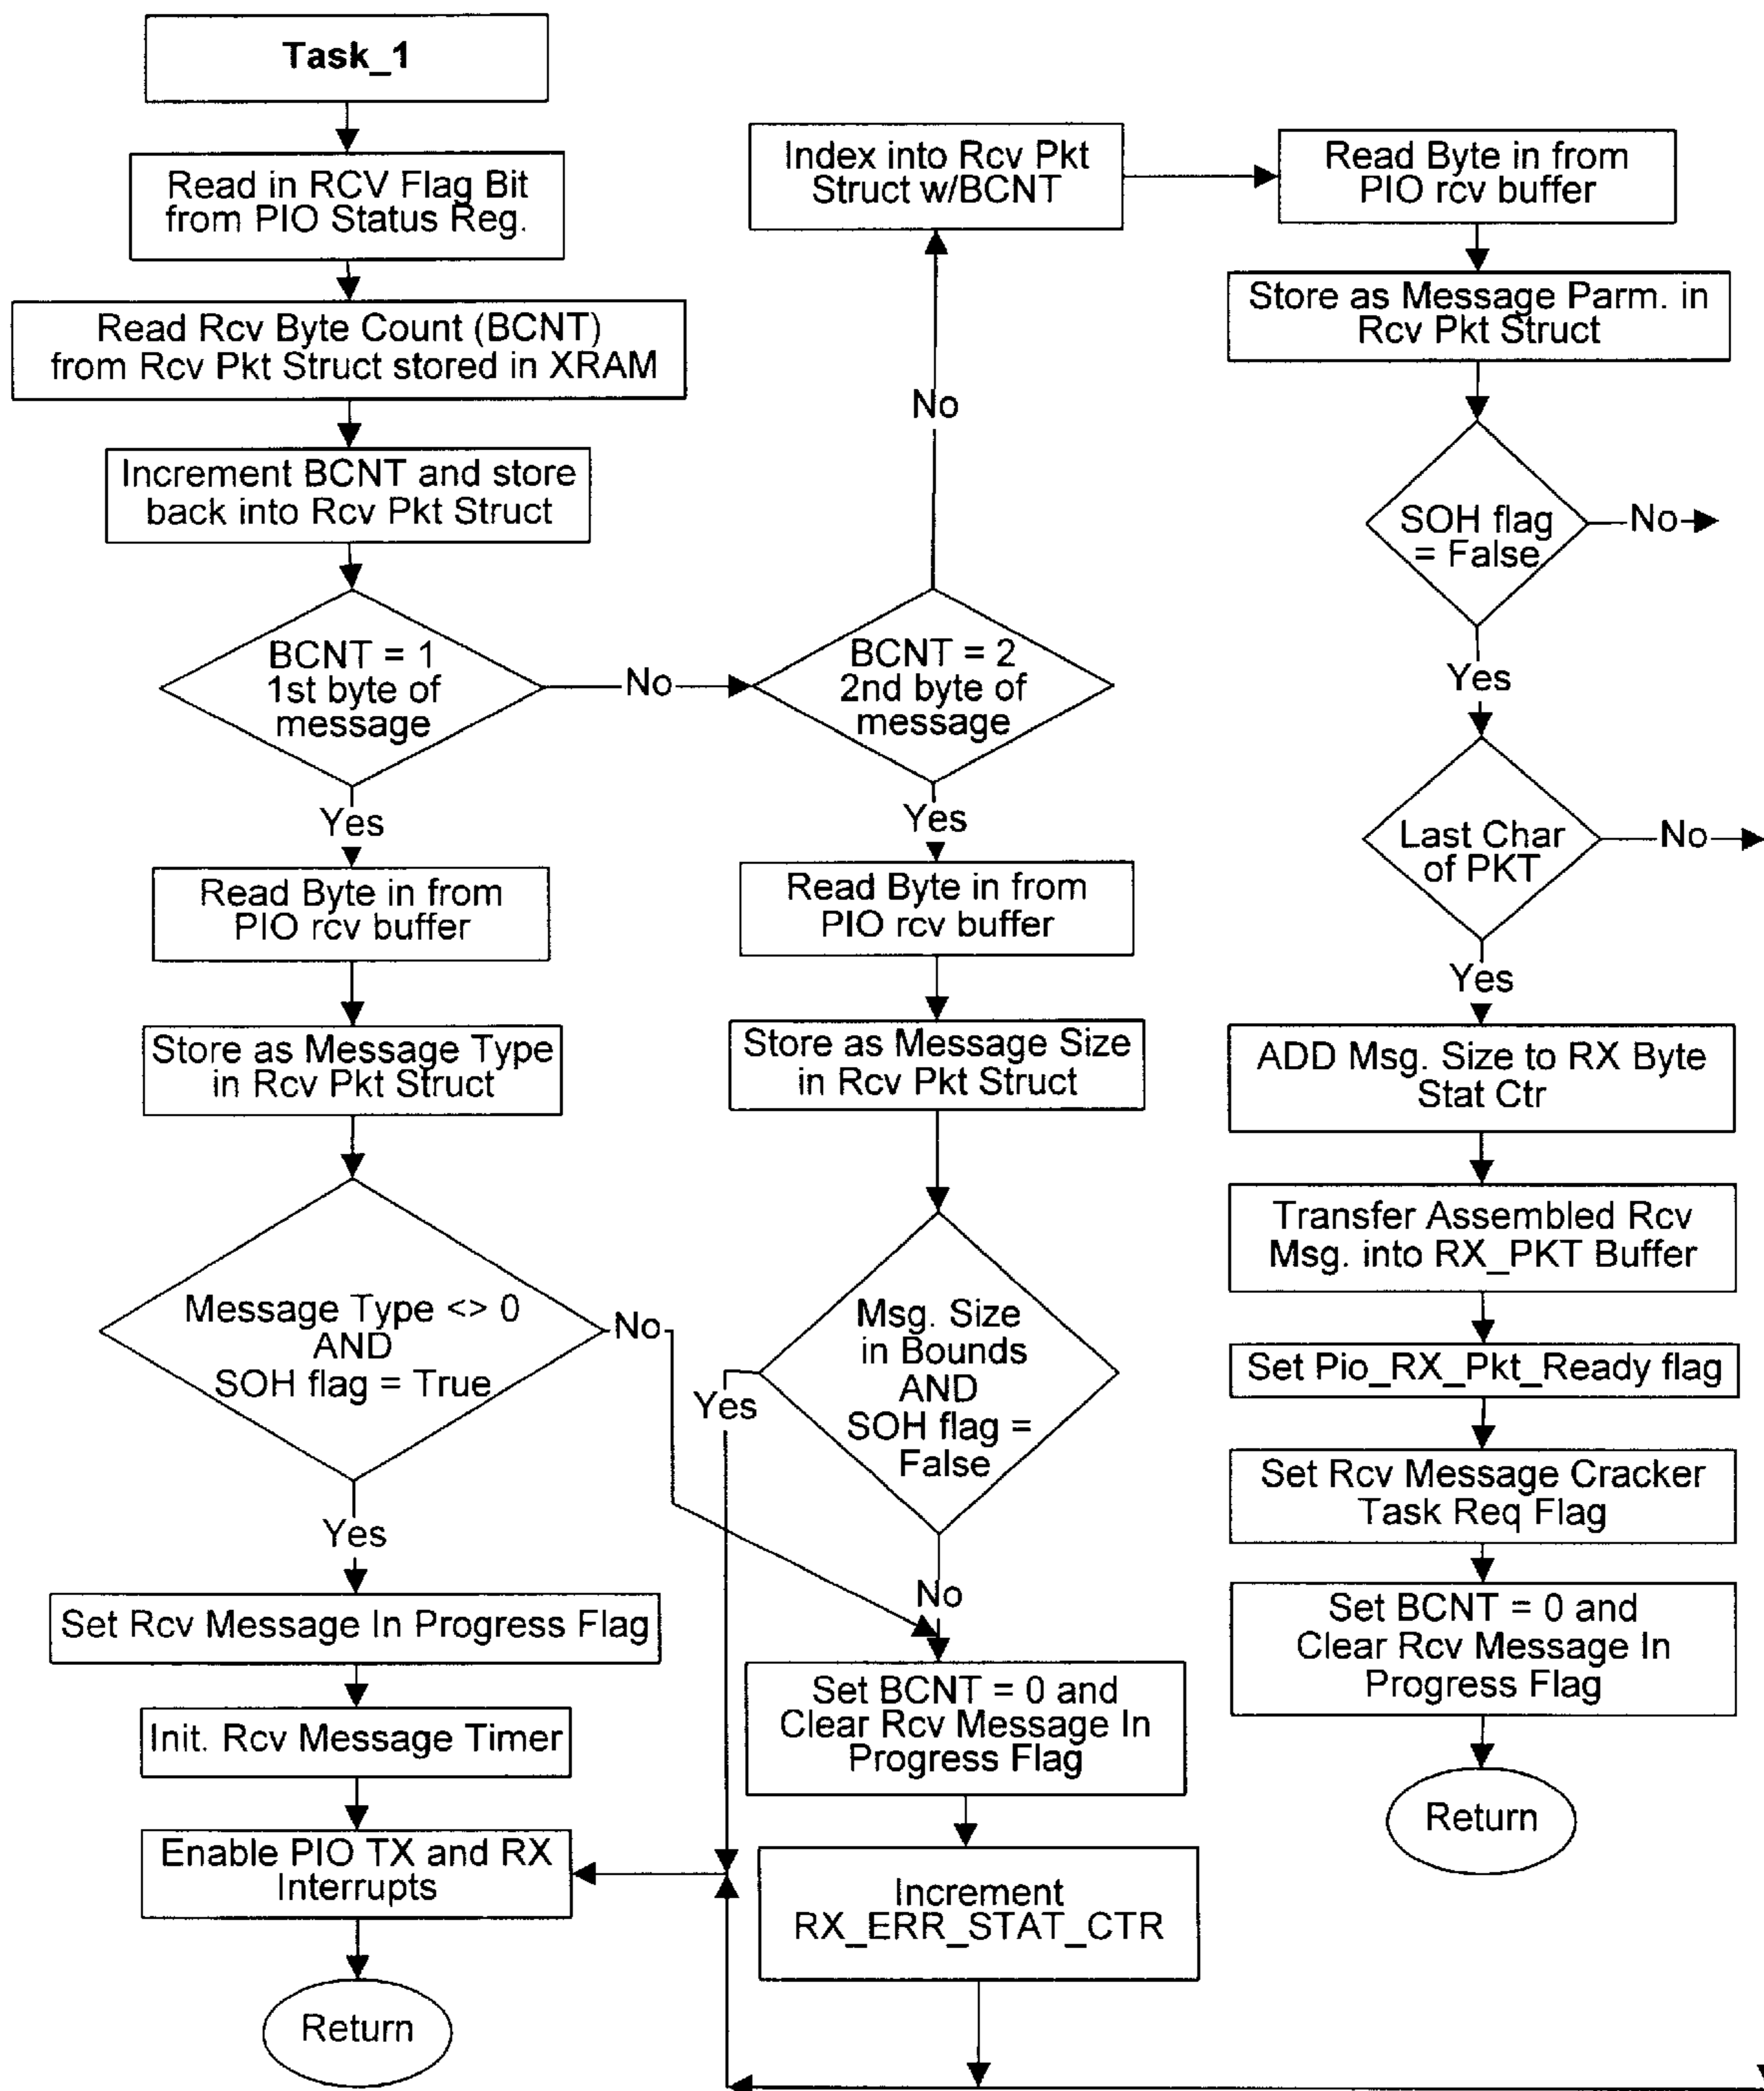 Task_1
Read in RCV Flag Bit
from PIO Status Reg.
Read Rcv Byte Count (BCNT)
from Rcv Pkt Struct stored in XRAM
Increment BCNT and store
back into Rcv Pkt Struct
BCNT = 1
1st byte of
message
No
Yes
Read Byte in from
PIO rcv buffer
Store as Message Type
in Rcv Pkt Struct
Message Type <> 0
AND
SOH flag = True
No
Yes
Set Rcv Message In Progress Flag
Init. Rcv Message Timer
Enable PIO TX and RX
Interrupts
Return
Index into Rcv Pkt
Struct w/BCNT
No
BCNT = 2
2nd byte of
message
Yes
Read Byte in from
PIO rcv buffer
Store as Message Size
in Rcv Pkt Struct
Msg. Size
in Bounds
AND
SOH flag =
False
Yes
No
Set BCNT = 0 and
Clear Rcv Message In
Progress Flag
Increment
RX_ERR_STAT_CTR
Read Byte in from
PIO rcv buffer
Store as Message Parm. in
Rcv Pkt Struct
SOH flag
= False
No
Yes
Last Char
of PKT
No
Yes
ADD Msg. Size to RX Byte
Stat Ctr
Transfer Assembled Rcv
Msg. into RX_PKT Buffer
Set Pio_RX_Pkt_Ready flag
Set Rcv Message Cracker
Task Req Flag
Set BCNT = 0 and
Clear Rcv Message In
Progress Flag
Return